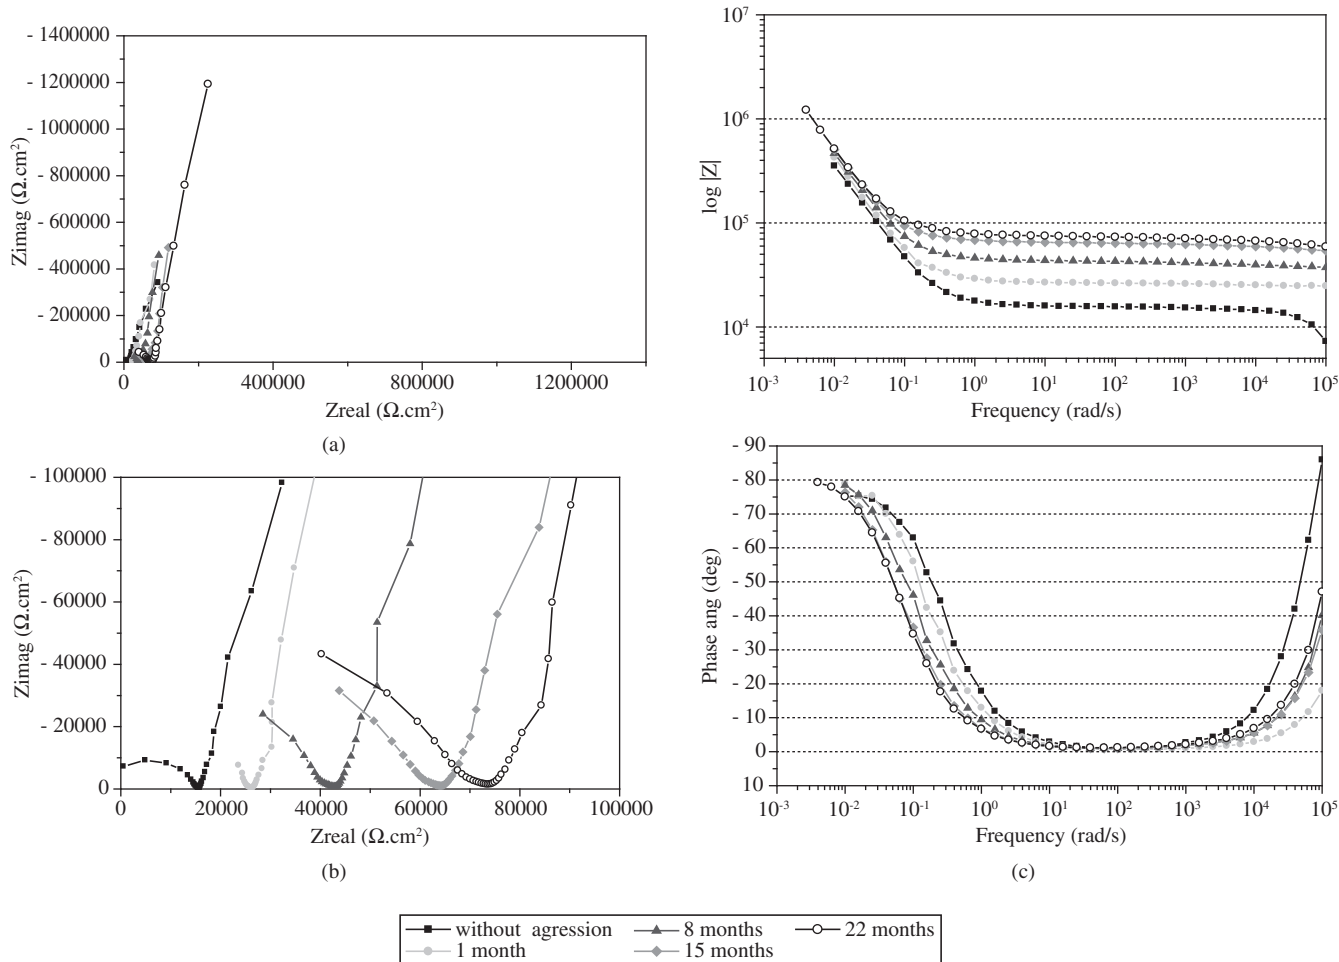 - 1400000
- 1200000
- 1000000
- 800000
- 600000
- 400000
- 200000
0
Zimag (Ω.cm²)
0 400000 800000 1200000
Zreal (Ω.cm²)
(a)
10⁷
10⁶
10⁵
10⁴
log |Z|
10⁻³ 10⁻² 10⁻¹ 10⁰ 10¹ 10² 10³ 10⁴ 10⁵
Frequency (rad/s)
- 100000
- 80000
- 60000
- 40000
- 20000
0
Zimag (Ω.cm²)
0 20000 40000 60000 80000 100000
Zreal (Ω.cm²)
(b)
- 90
- 80
- 70
- 60
- 50
- 40
- 30
- 20
- 10
0
10
Phase ang (deg)
10⁻³ 10⁻² 10⁻¹ 10⁰ 10¹ 10² 10³ 10⁴ 10⁵
Frequency (rad/s)
(c)
without agression 8 months 22 months
1 month 15 months